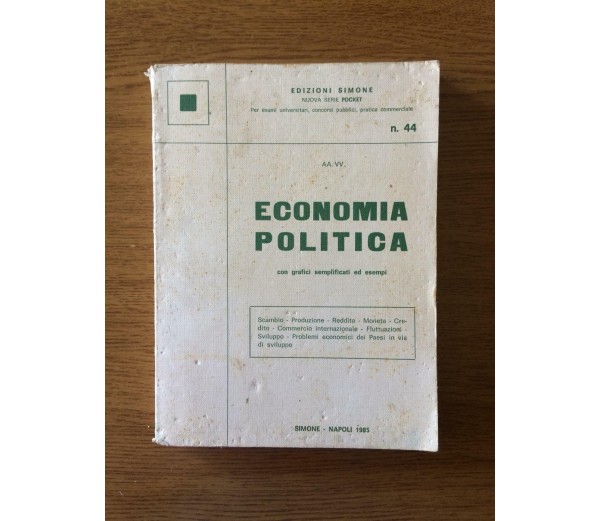 EDIZIONI SIMONE
NUOVA SERIE POCKET
Per esami universitari, concorsi pubblici, pratica commerciale
n. 44
AA. VV.
ECONOMIA
POLITICA
con grafici semplificati ed esempi
Scambio - Produzione - Reddito - Moneta - Cre-
dito - Commercio internazionale - Fluttuazioni -
Sviluppo - Problemi economici dei Paesi in via
di sviluppo
SIMONE - NAPOLI 1985